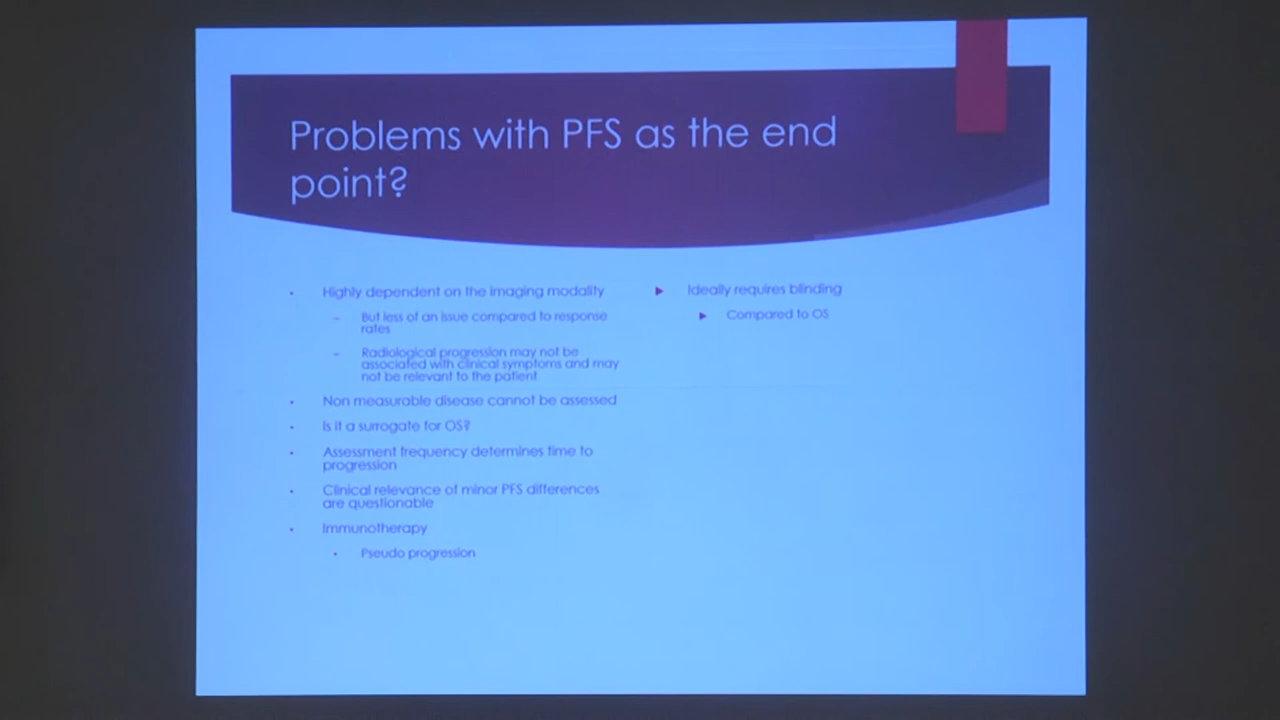 Problems with PFS as the end
point?
Highly dependent on the imaging modality
But less of an issue compared to response
rates
Radiological progression may not be
associated with clinical symptoms and may
not be relevant to the patient
Non measurable disease cannot be assessed
Is it a surrogate for OS?
Assessment frequency determines time to
progression
Clinical relevance of minor PFS differences
are questionable
Immunotherapy
Pseudo progression
Ideally requires blinding
Compared to OS